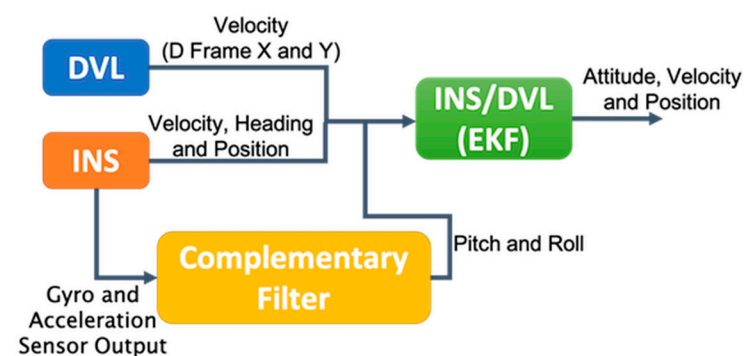 DVL
Velocity
(D Frame X and Y)
INS
Velocity, Heading
and Position
INS/DVL
(EKF)
Attitude, Velocity
and Position
Complementary
Filter
Pitch and Roll
Gyro and
Acceleration
Sensor Output